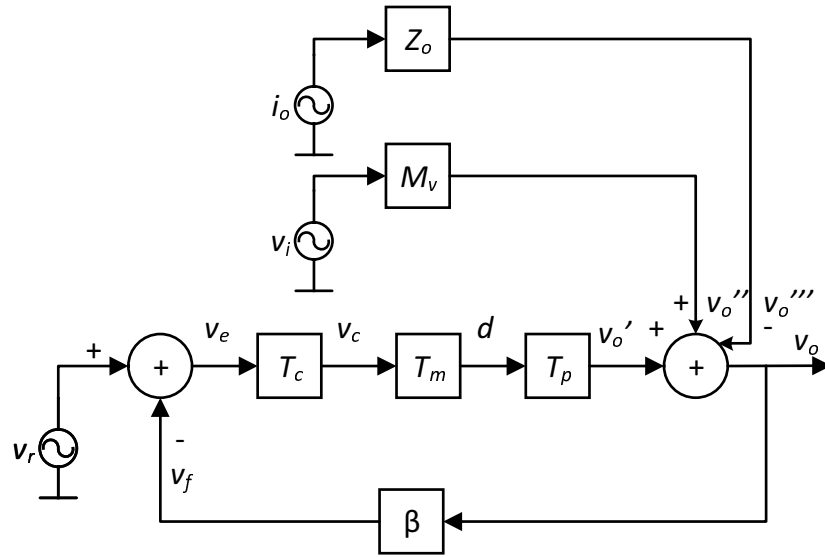 Zo
io
Mv
vi
+ vo'' vo'''
ve vc d vo' + - vo
+ + Tc Tm Tp +
vr
-
vf
β